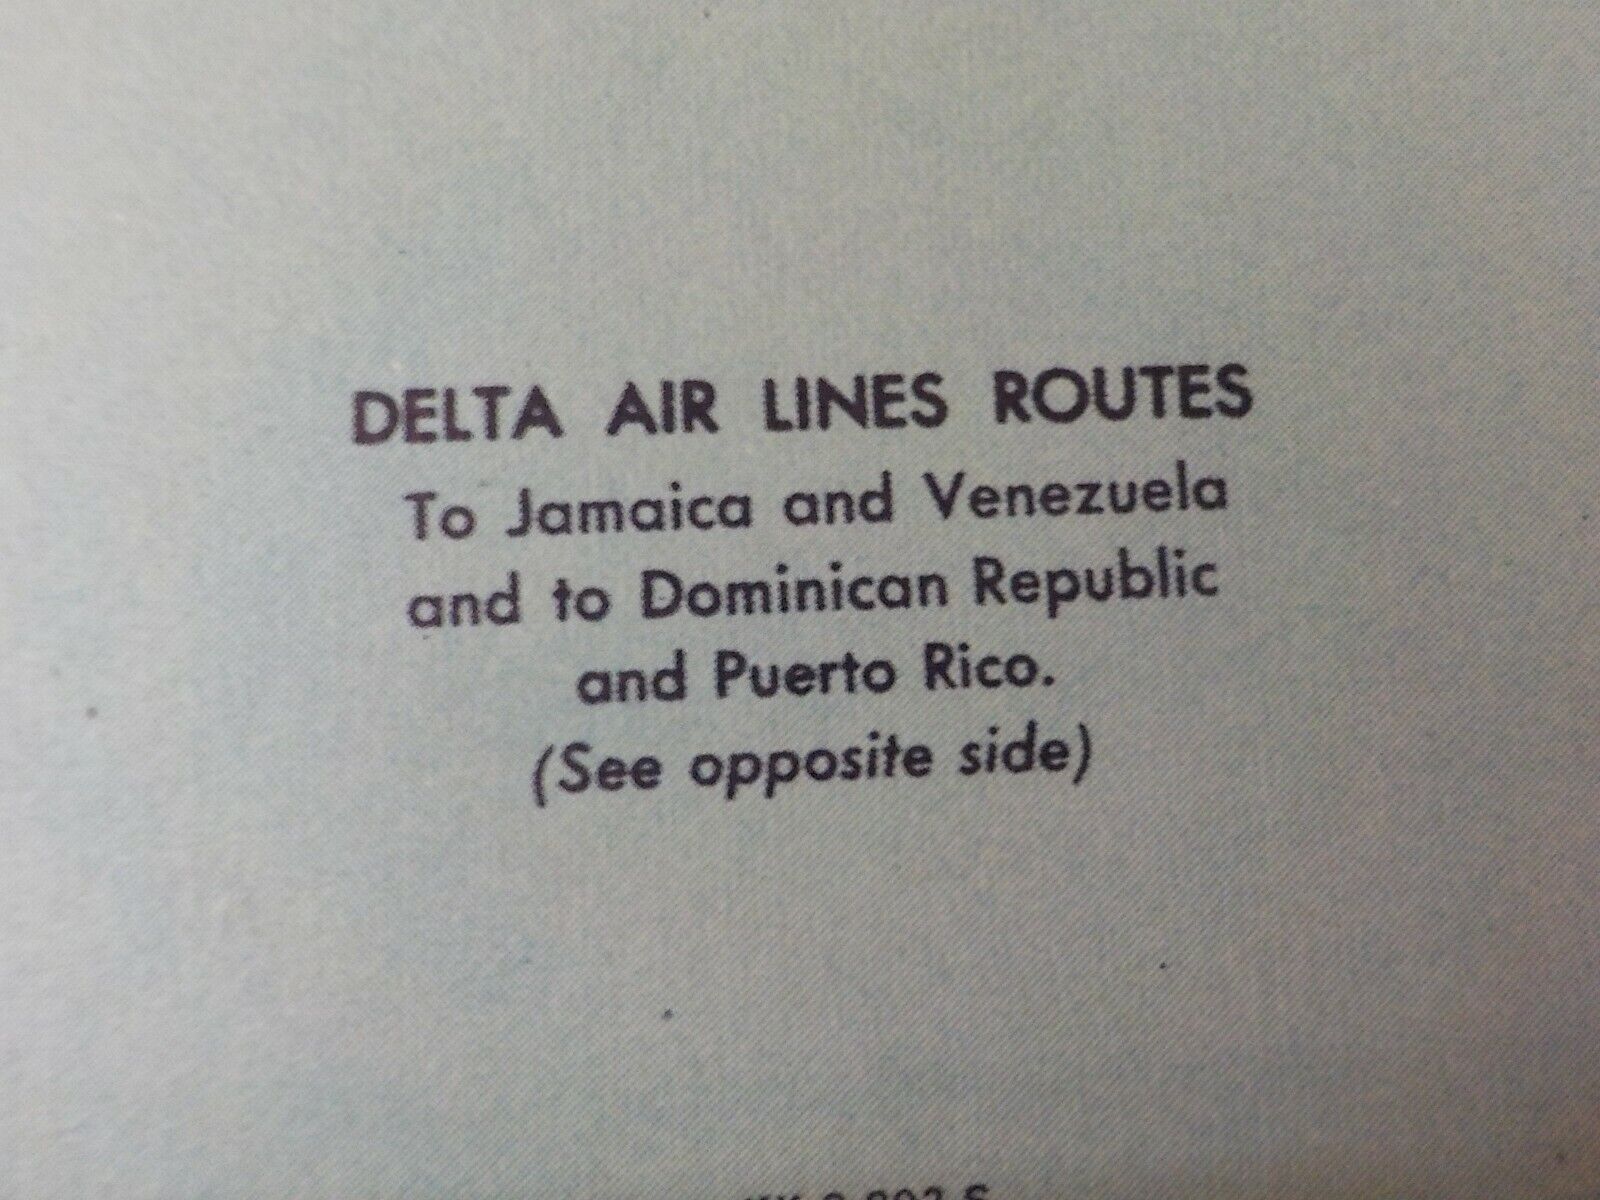 DELTA AIR LINES ROUTES
To Jamaica and Venezuela
and to Dominican Republic
and Puerto Rico.
(See opposite side)